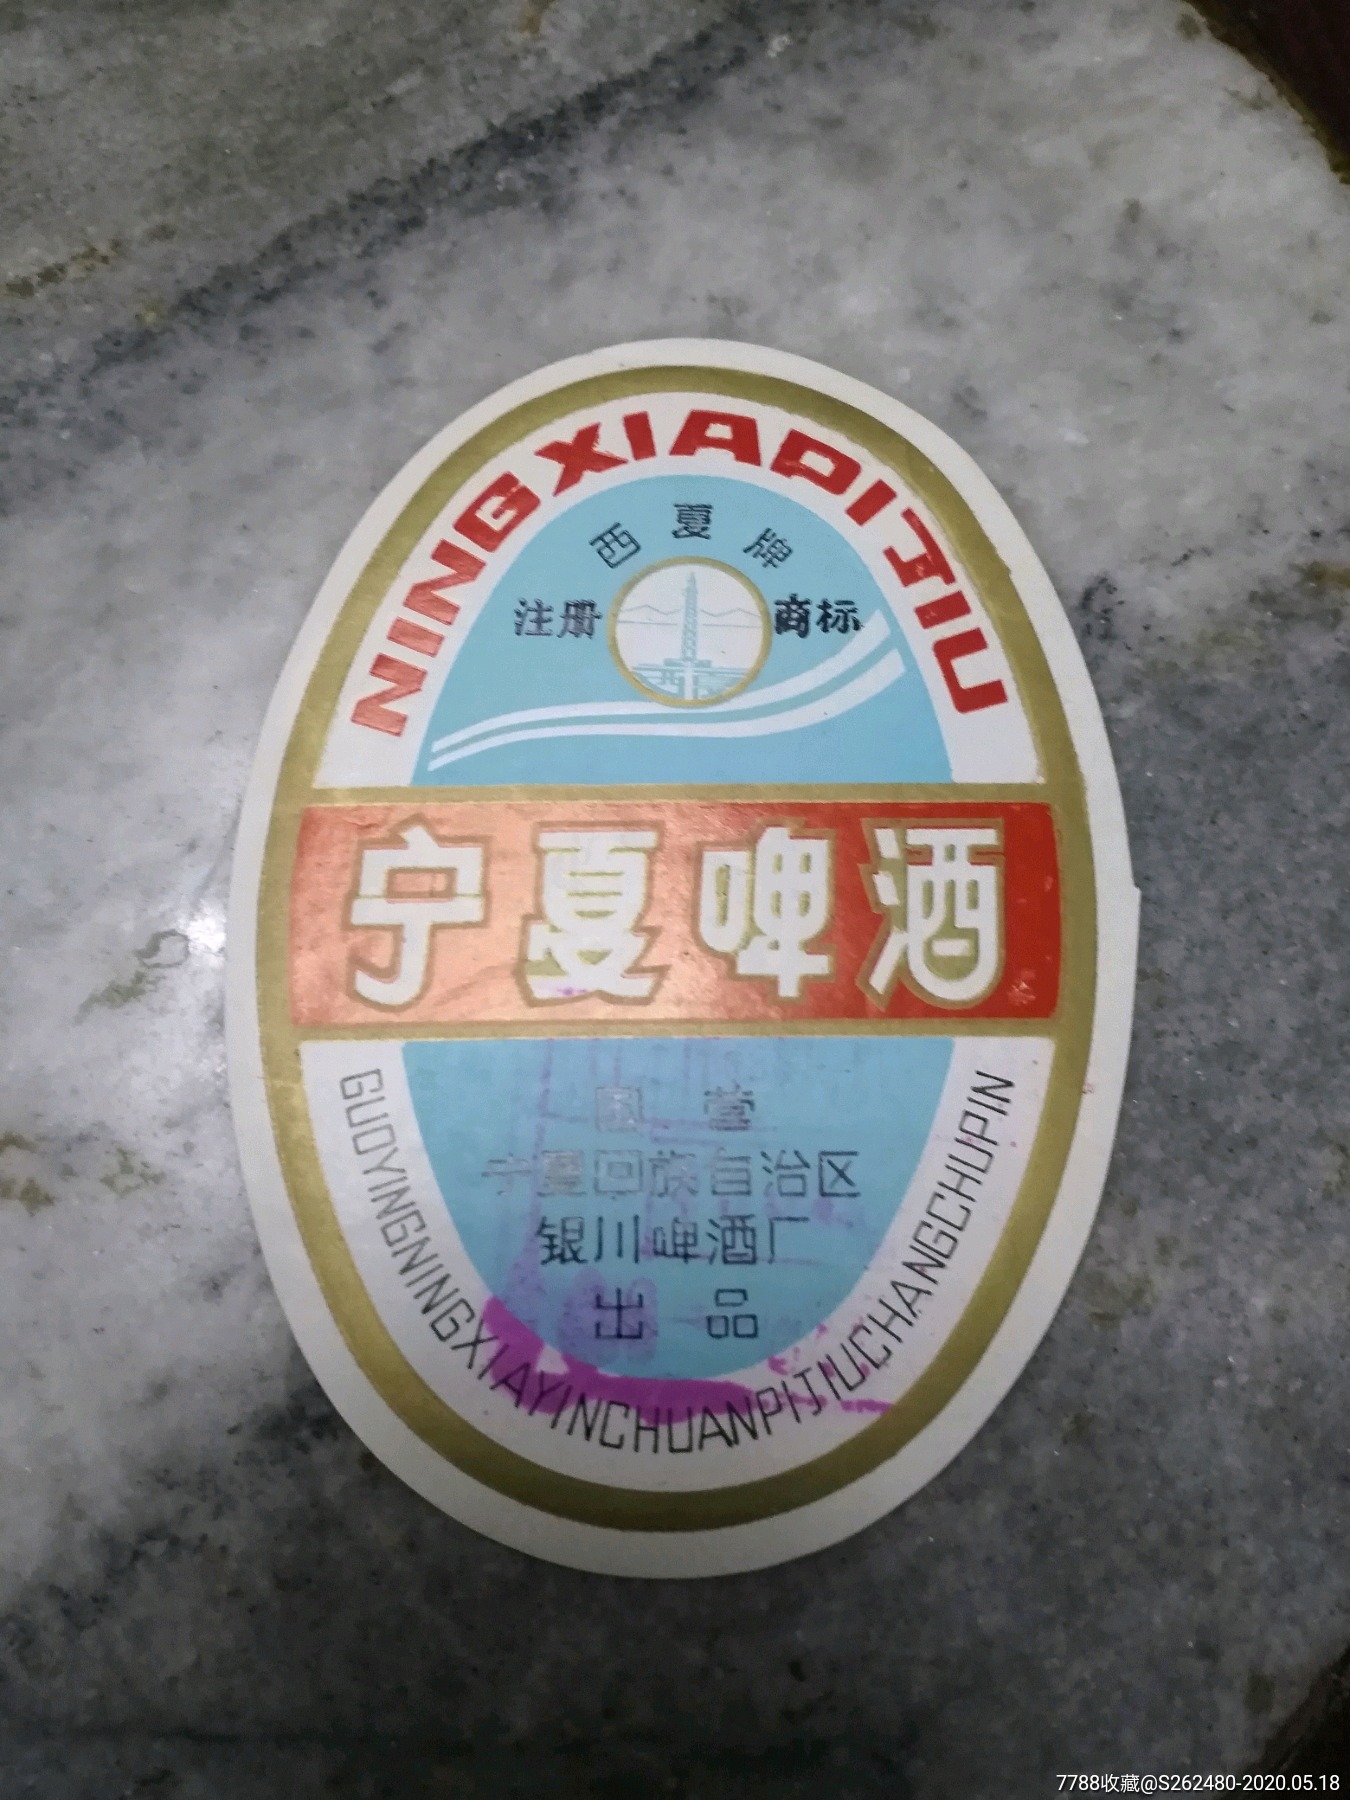 NINGXIAPIJIU
西夏牌
注册 商标
宁夏啤酒
国营
宁夏回族自治区
银川啤酒厂
出品
GUOYINGNINGXIAYINCHUANPIJIUCHANGCHUPIN
7788收藏@S262480-2020.05.18